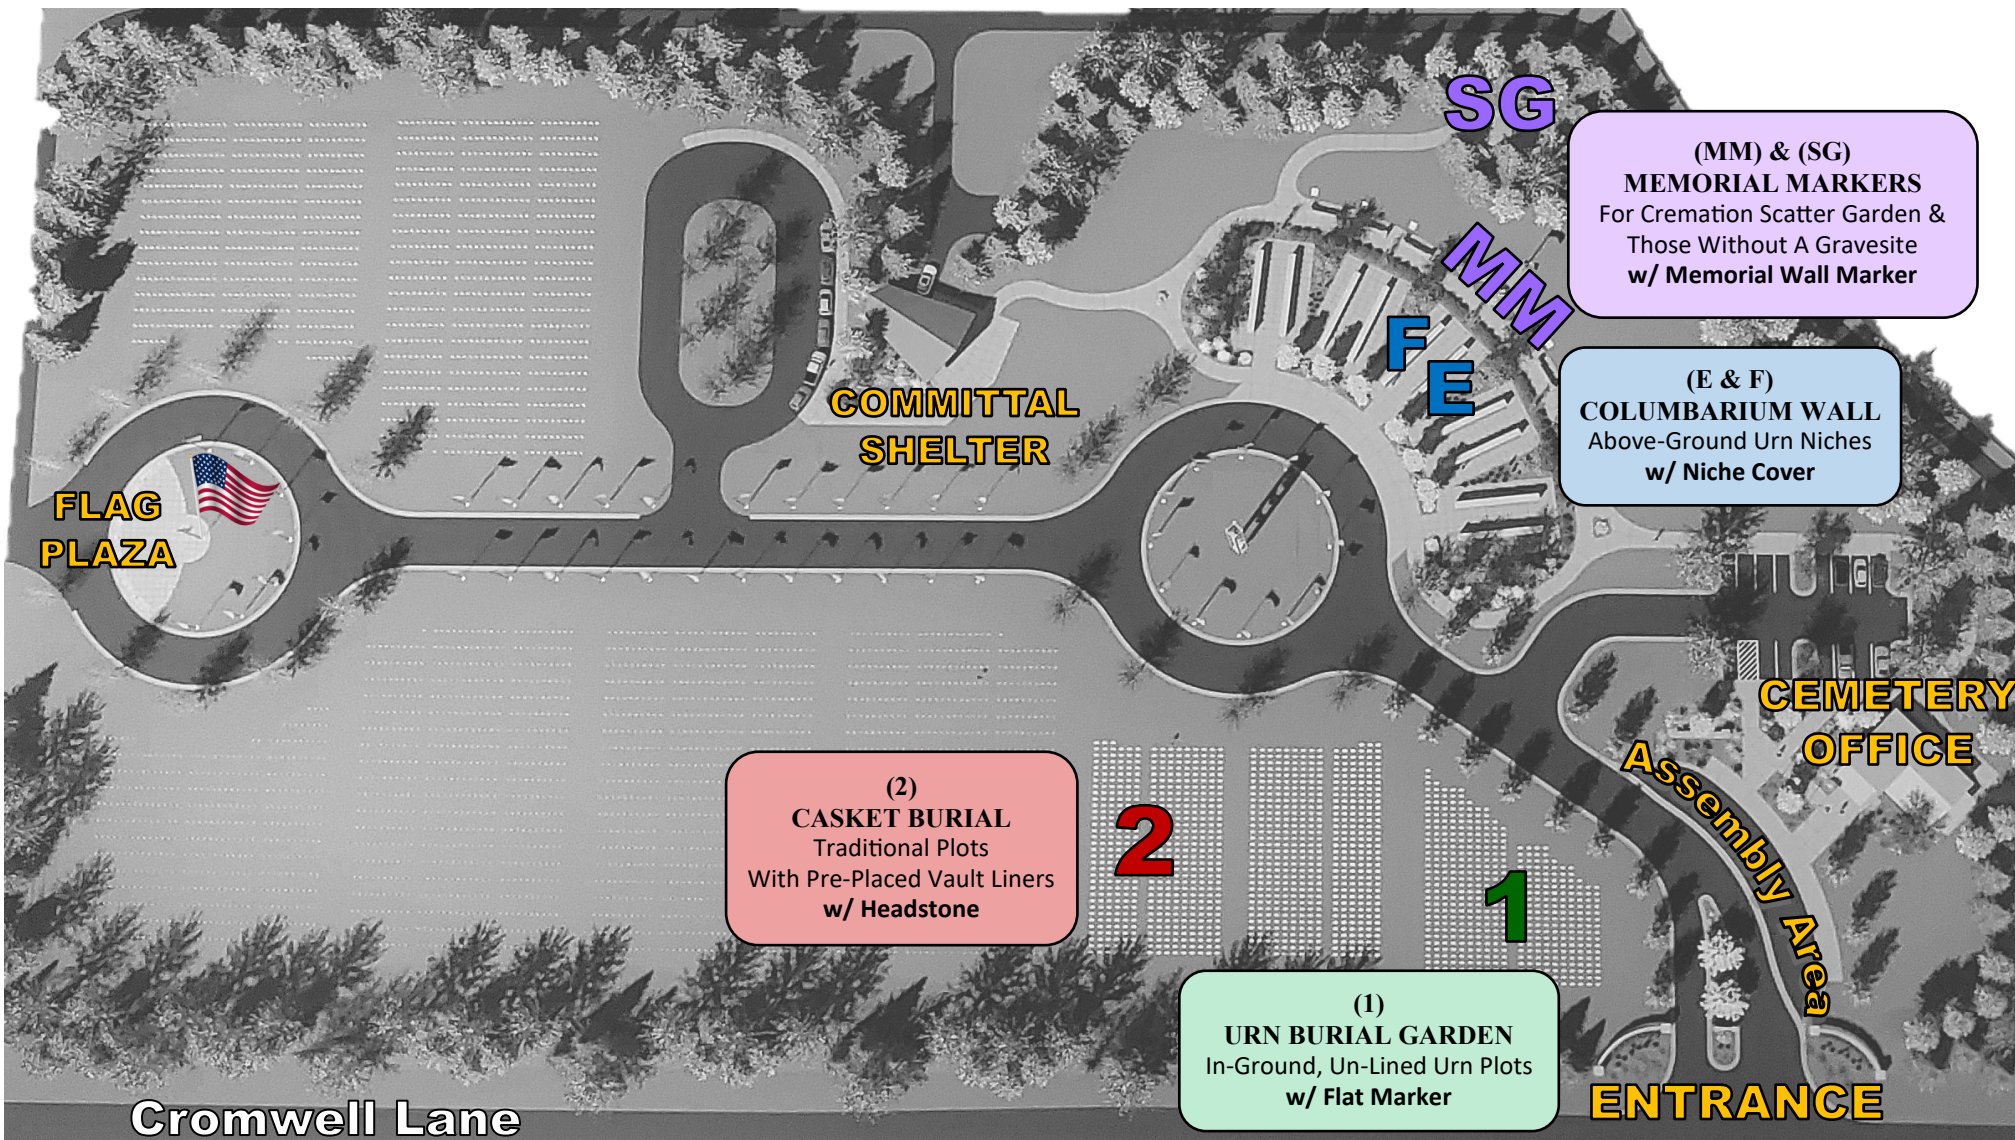 SG
(MM) & (SG)
MEMORIAL MARKERS
For Cremation Scatter Garden &
Those Without A Gravesite
w/ Memorial Wall Marker
MM
F
E
(E & F)
COLUMBARIUM WALL
Above-Ground Urn Niches
w/ Niche Cover
COMMITTAL
SHELTER
FLAG
PLAZA
CEMETERY
OFFICE
Assembly Area
(2)
CASKET BURIAL
Traditional Plots
With Pre-Placed Vault Liners
w/ Headstone
2
1
(1)
URN BURIAL GARDEN
In-Ground, Un-Lined Urn Plots
w/ Flat Marker
ENTRANCE
Cromwell Lane